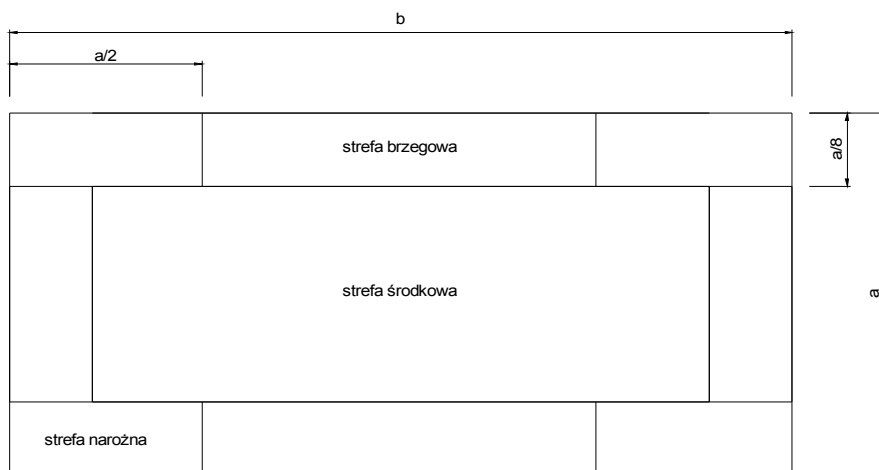 b
a/2
strefa brzegowa
a/8
strefa środkowa
a
strefa narożna